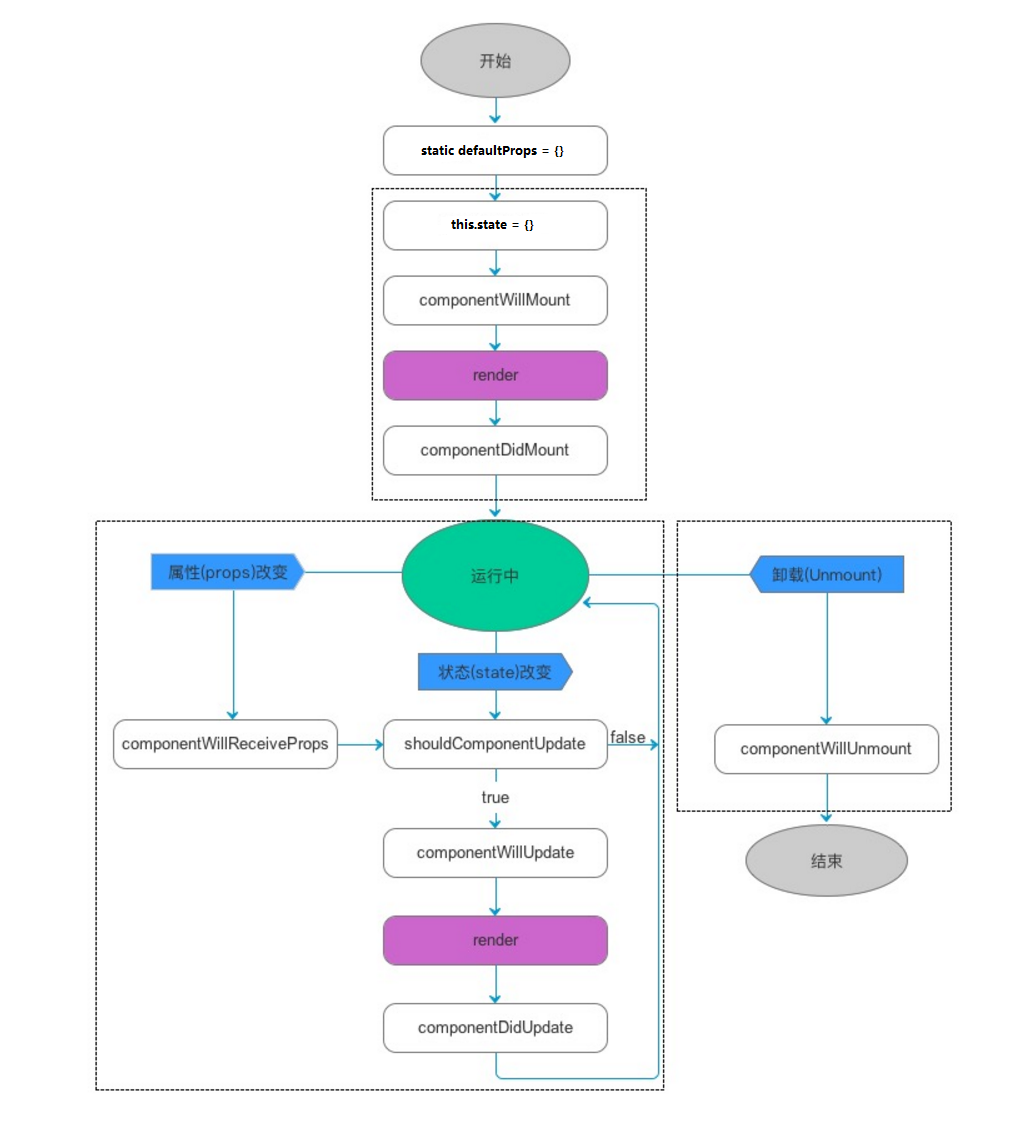 开始
static defaultProps = {}
this.state = {}
componentWillMount
render
componentDidMount
运行中
属性(props)改变
卸载(Unmount)
状态(state)改变
componentWillReceiveProps
shouldComponentUpdate
false
componentWillUnmount
true
componentWillUpdate
结束
render
componentDidUpdate